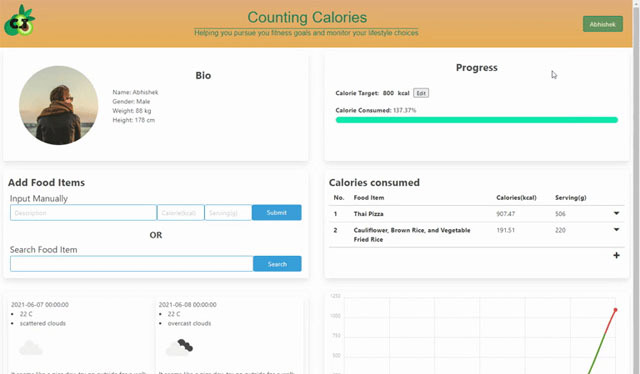 Counting Calories
Helping you pursue you fitness goals and monitor your lifestyle choices
Abhishek
Bio
Name: Abhishek
Gender: Male
Weight: 88 kg
Height: 178 cm
Progress
Calorie Target: 800 kcal Edit
Calorie Consumed: 137.37%
Add Food Items
Input Manually
Description Calorie(kcal) Serving(g) Submit
OR
Search Food Item
Search
Calories consumed
No. Food Item Calories(kcal) Serving(g)
1 Thai Pizza 907.47 506
2 Cauliflower, Brown Rice, and Vegetable Fried Rice 191.51 220
2021-06-07 00:00:00
22 C
scattered clouds
2021-06-08 00:00:00
22 C
overcast clouds
1250
1000
750
500